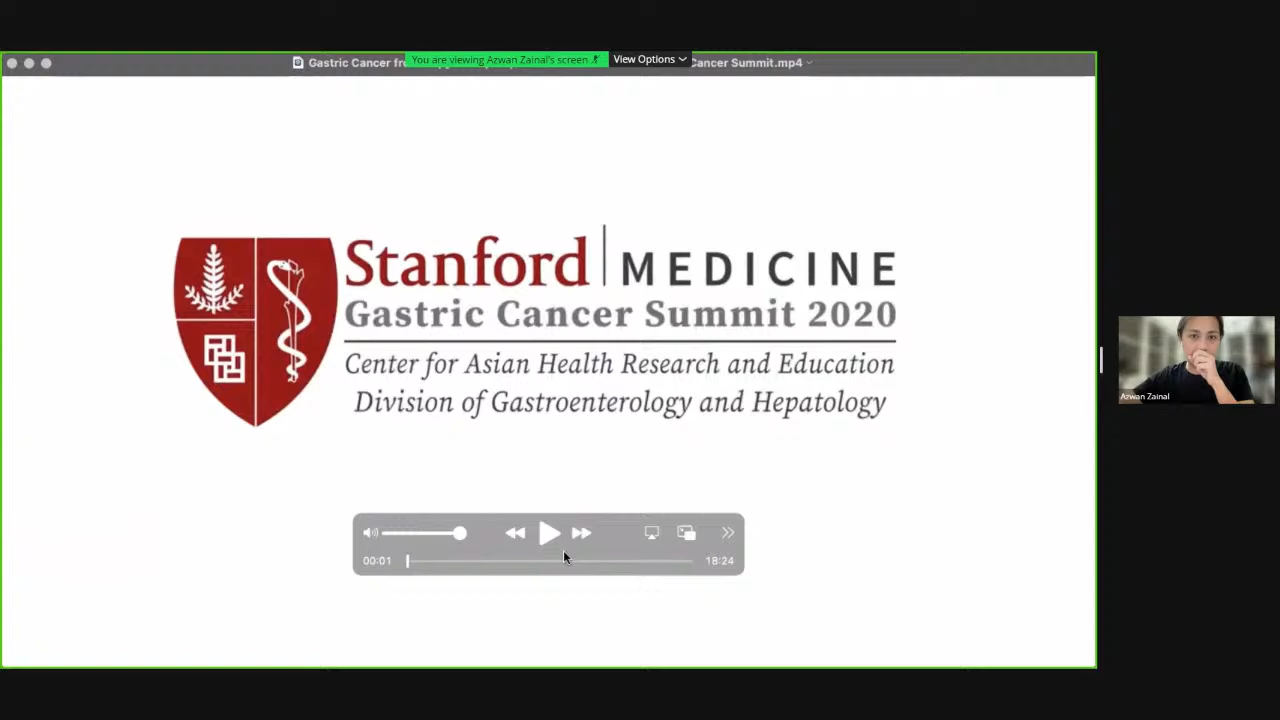 Gastric Cancer
You are viewing Azwan Zainal's screen
View Options
Cancer Summit.mp4
Stanford MEDICINE
Gastric Cancer Summit 2020
Center for Asian Health Research and Education
Division of Gastroenterology and Hepatology
00:01
18:24
Azwan Zainal